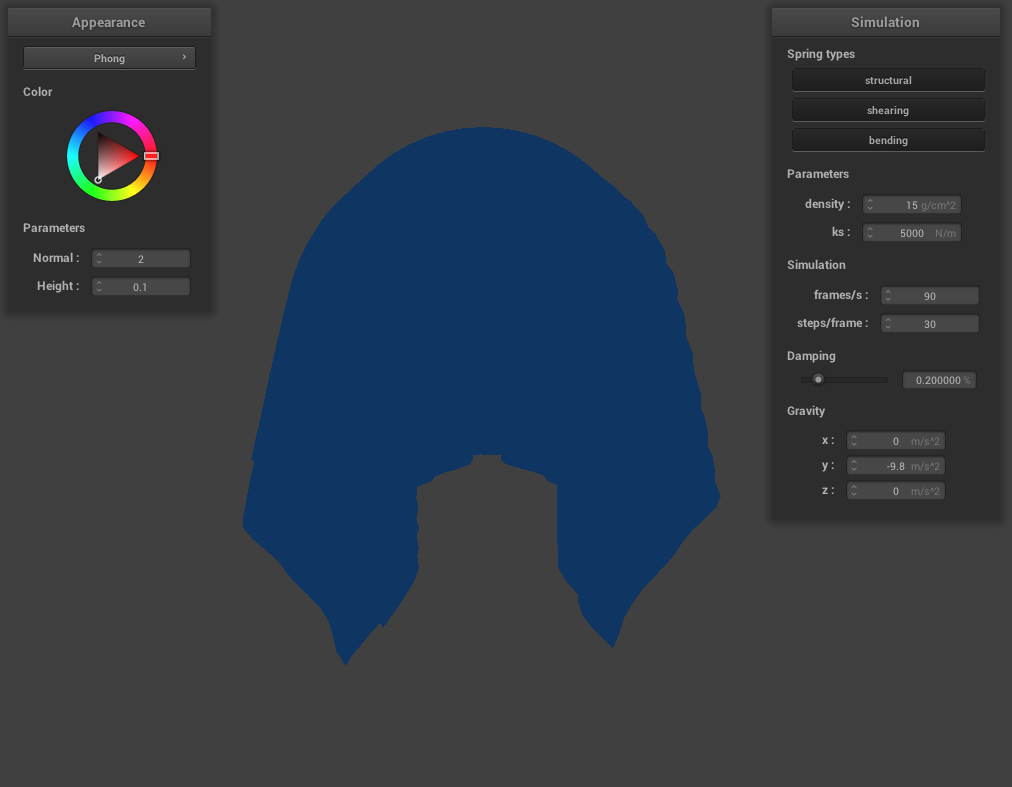 Appearance
Phong
Color
Parameters
Normal : 2
Height : 0.1
Simulation
Spring types
structural
shearing
bending
Parameters
density : 15 g/cm^2
ks : 5000 N/m
Simulation
frames/s : 90
steps/frame : 30
Damping
0.200000 %
Gravity
x : 0 m/s^2
y : -9.8 m/s^2
z : 0 m/s^2